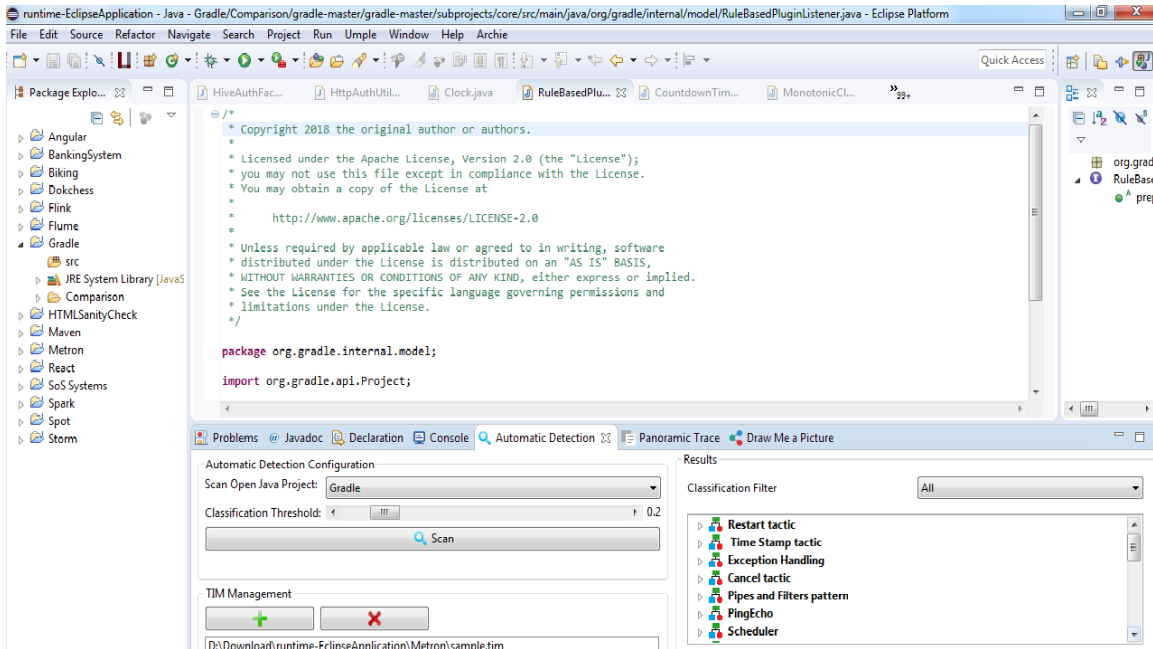 runtime-EclipseApplication - Java - Gradle/Comparison/gradle-master/gradle-master/subprojects/core/src/main/java/org/gradle/internal/model/RuleBasedPluginListener.java - Eclipse Platform
File Edit Source Refactor Navigate Search Project Run Umple Window Help Archie
Quick Access
Package Explo...
HiveAuthFac... HttpAuthUtil... Clock.java RuleBasedPlu... CountdownTim... MonotonicCl... »99+
Angular
BankingSystem
Biking
Dokchess
Flink
Flume
Gradle
src
JRE System Library [JavaS
Comparison
HTMLSanityCheck
Maven
Metron
React
SoS Systems
Spark
Spot
Storm
/*
* Copyright 2018 the original author or authors.
*
* Licensed under the Apache License, Version 2.0 (the "License");
* you may not use this file except in compliance with the License.
* You may obtain a copy of the License at
*
* http://www.apache.org/licenses/LICENSE-2.0
*
* Unless required by applicable law or agreed to in writing, software
* distributed under the License is distributed on an "AS IS" BASIS,
* WITHOUT WARRANTIES OR CONDITIONS OF ANY KIND, either express or implied.
* See the License for the specific language governing permissions and
* limitations under the License.
*/
package org.gradle.internal.model;
import org.gradle.api.Project;
org.grad
RuleBase
A prep
Problems @ Javadoc Declaration Console Automatic Detection Panoramic Trace Draw Me a Picture
Automatic Detection Configuration
Scan Open Java Project: Gradle
Classification Threshold: 0.2
Scan
TIM Management
D:\Download\runtime-EclipseApplication\Metron\sample.tim
Results
Classification Filter All
Restart tactic
Time Stamp tactic
Exception Handling
Cancel tactic
Pipes and Filters pattern
PingEcho
Scheduler